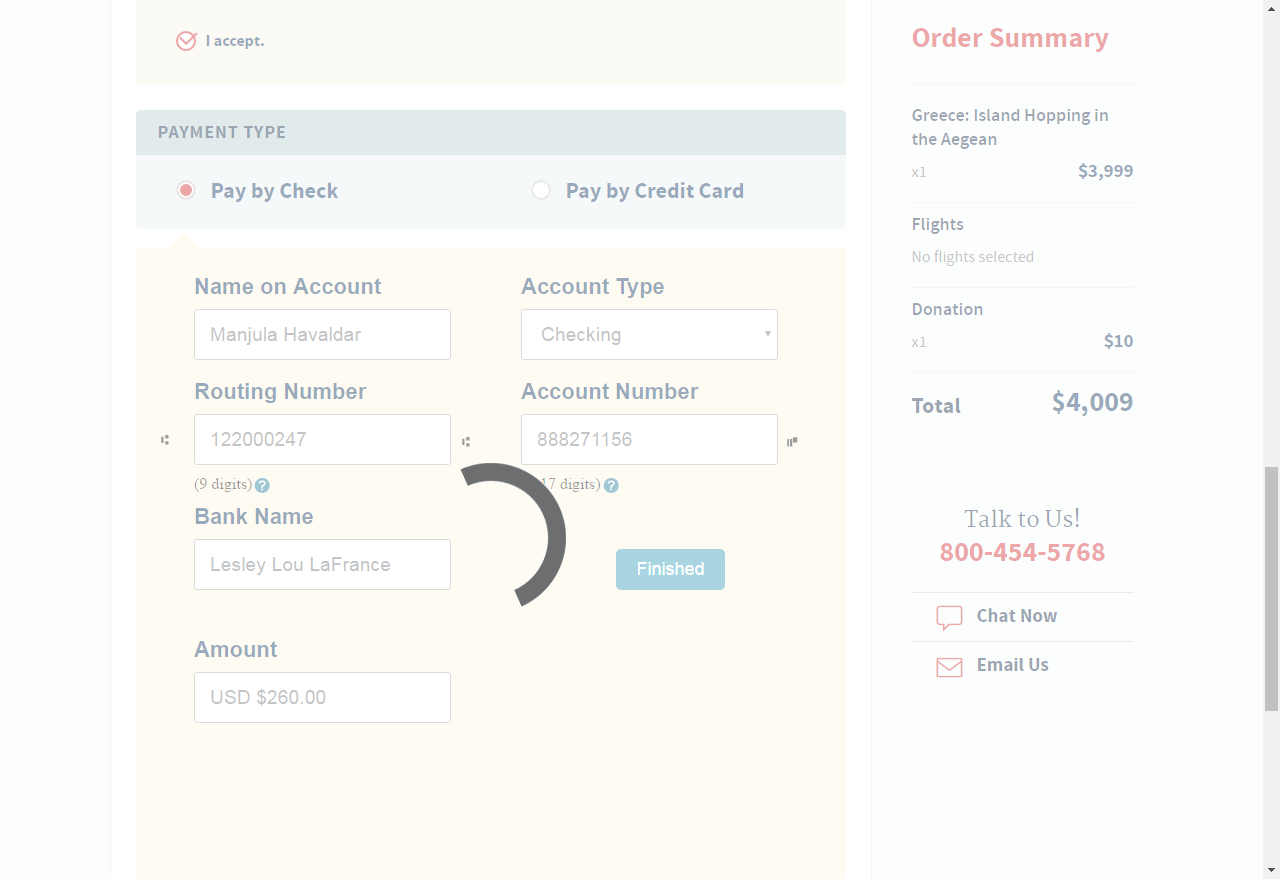 I accept.
PAYMENT TYPE
Pay by Check
Pay by Credit Card
Name on Account
Account Type
Manjula Havaldar
Checking
Routing Number
Account Number
122000247
888271156
(9 digits)
17 digits)
Bank Name
Lesley Lou LaFrance
Finished
Amount
USD $260.00
Order Summary
Greece: Island Hopping in
the Aegean
x1 $3,999
Flights
No flights selected
Donation
x1 $10
Total $4,009
Talk to Us!
800-454-5768
Chat Now
Email Us